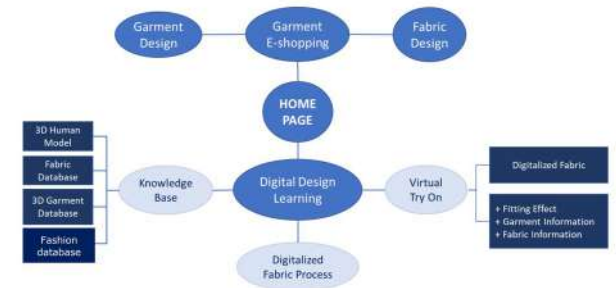 Garment
Design
Garment
E-shopping
Fabric
Design
HOME
PAGE
3D Human
Model
Fabric
Database
3D Garment
Database
Fashion
database
Knowledge
Base
Digital Design
Learning
Virtual
Try On
Digitalized Fabric
+ Fitting Effect
+ Garment Information
+ Fabric Information
Digitalized
Fabric Process